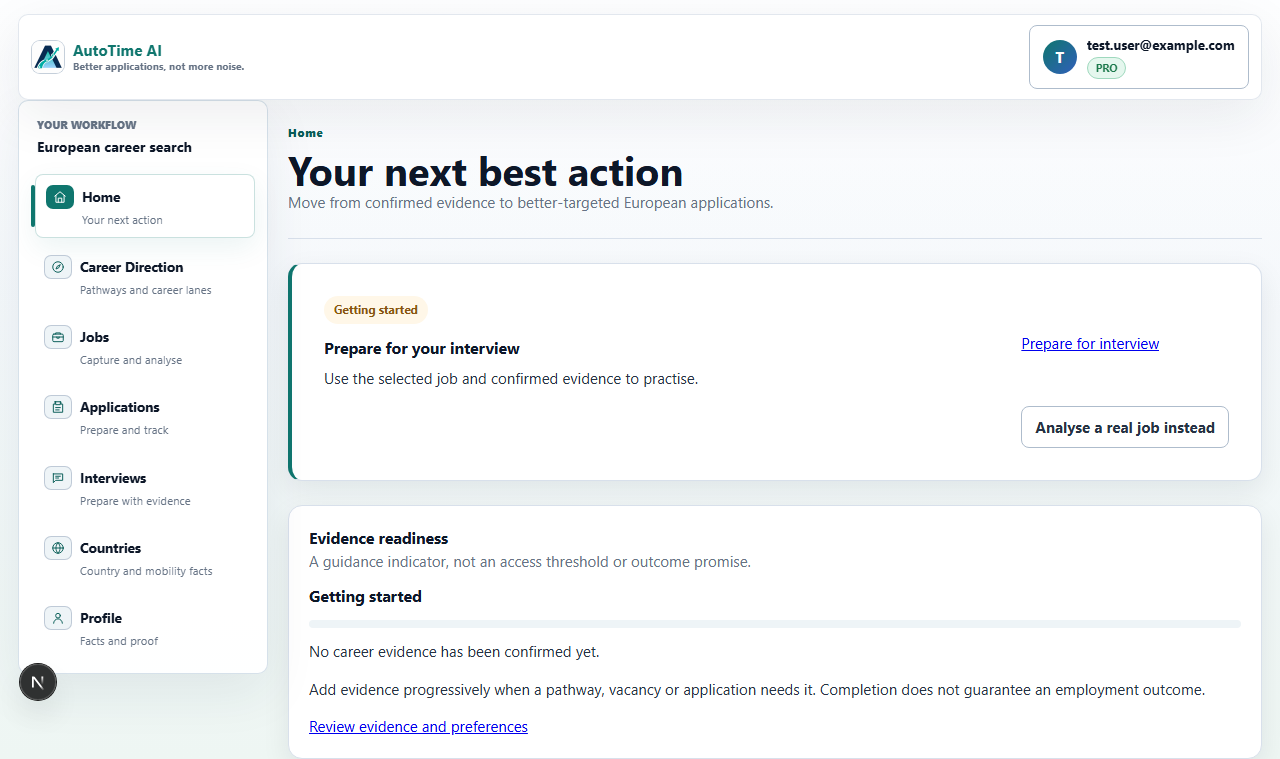 AutoTime AI
Better applications, not more noise.
T
test.user@example.com
PRO
YOUR WORKFLOW
European career search
Home
Your next action
Career Direction
Pathways and career lanes
Jobs
Capture and analyse
Applications
Prepare and track
Interviews
Prepare with evidence
Countries
Country and mobility facts
Profile
Facts and proof
N
Home
Your next best action
Move from confirmed evidence to better-targeted European applications.
Getting started
Prepare for your interview
Use the selected job and confirmed evidence to practise.
Prepare for interview
Analyse a real job instead
Evidence readiness
A guidance indicator, not an access threshold or outcome promise.
Getting started
No career evidence has been confirmed yet.
Add evidence progressively when a pathway, vacancy or application needs it. Completion does not guarantee an employment outcome.
Review evidence and preferences